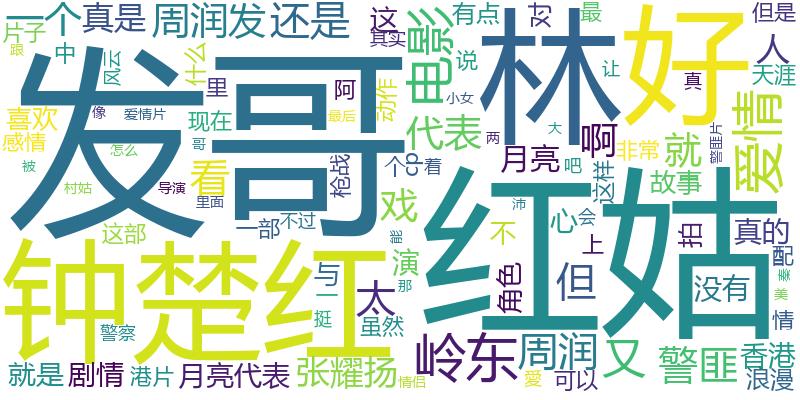 一个 真是 周润发 还是 这 电影 有点 对 最 但是
片子 中 什么 其实 说 让 人
跟 风云 里 阿 动作 小女 真 天涯
发哥 林 好
喜欢 像 爱情片 现在 最后 代表 两 大 啊 就 警匪片 爱情
感情 哥 枪战 个 cp 着 月亮 吧 非常
被 怎么 看 这样 故事
村姑 导演 里面 戏 沛 心 会
这部 一部 不过 能 不 上 拍 真的
钟楚红 红姑
与 演 那 角色 但 没有 配
一 太 秦
警察 挺 虽然 岭东 周润 又 美 情
就是 剧情 港片 月亮代表 张耀扬 情侣 愛 可以 警匪 香港 浪漫